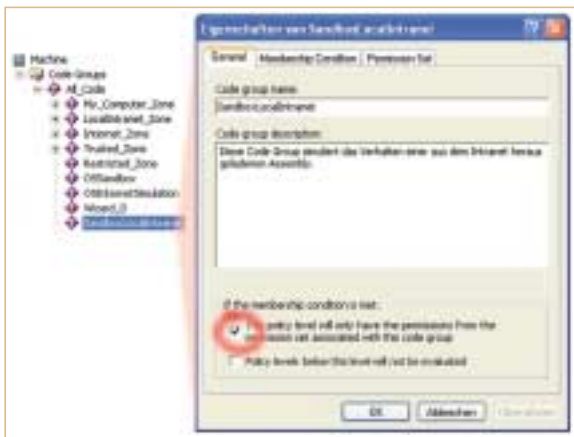 Eigenschaften von SandboxLocalIntranet
Machine
Code Groups
All_Code
My_Computer_Zone
LocalIntranet_Zone
Internet_Zone
Trusted_Zone
Restricted_Zone
Wizard_0
SandboxLocalIntranet
General
Membership Condition
Permission Set
Code group name:
SandboxLocalIntranet
Code group description:
Diese Code Group simuliert das Verhalten einer aus dem Intranet heraus
geladenen Assembly.
If the membership condition is met:
policy level will only have the permissions from the
permission set associated with the code group
Policy levels below this level will not be evaluated
OK
Abbrechen